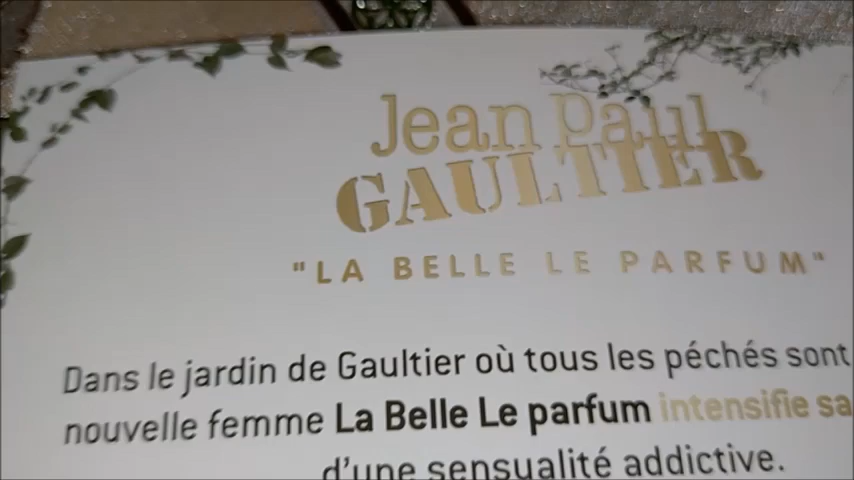 Jean Paul
GAULTIER
"LA BELLE LE PARFUM"
Dans le jardin de Gaultier où tous les péchés sont
nouvelle femme La Belle Le parfum intensifie sa
d'une sensualité addictive.